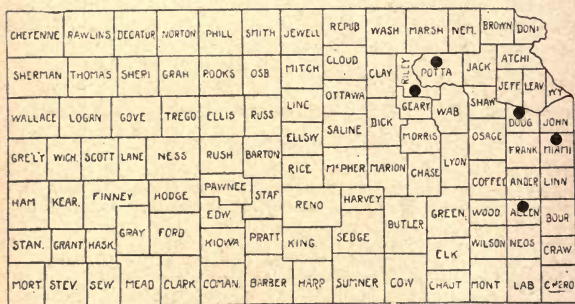 CHEYENNE RAWLINS DECATUR NORTON PHILL SMITH JEWELL REPUB WASH MARSH NEM. BROWN DONI
SHERMAN THOMAS SHERI GRAH ROOKS OSB MITCH CLOUD CLAY RILEY POTTA JACK ATCHI
JEFF LEAV WY
OTTAWA
WALLACE LOGAN GOVE TREGO ELLIS RUSS LINC SALINE DICK GEARY WAB SHAW DOUG JOHN
ELLSW MORRIS OSAGE
GRE'LY WICH. SCOTT LANE NESS RUSH BARTON RICE McPHER MARION CHASE LYON FRANK MIAMI
HAM KEAR. FINNEY HODGE PAWNEE STAF RENO HARVEY COFFEE ANDER LINN
EDW. BUTLER GREEN. WOOD. ALLEN BOUR
STAN. GRANT HASK. GRAY FORD KIOWA PRATT KING. SEDGE ELK WILSON NEOS CRAW.
MORT STEV. SEW. MEAD CLARK COMAN. BARBER HARP SUMNER COW CHAUT MONT LAB CHERO